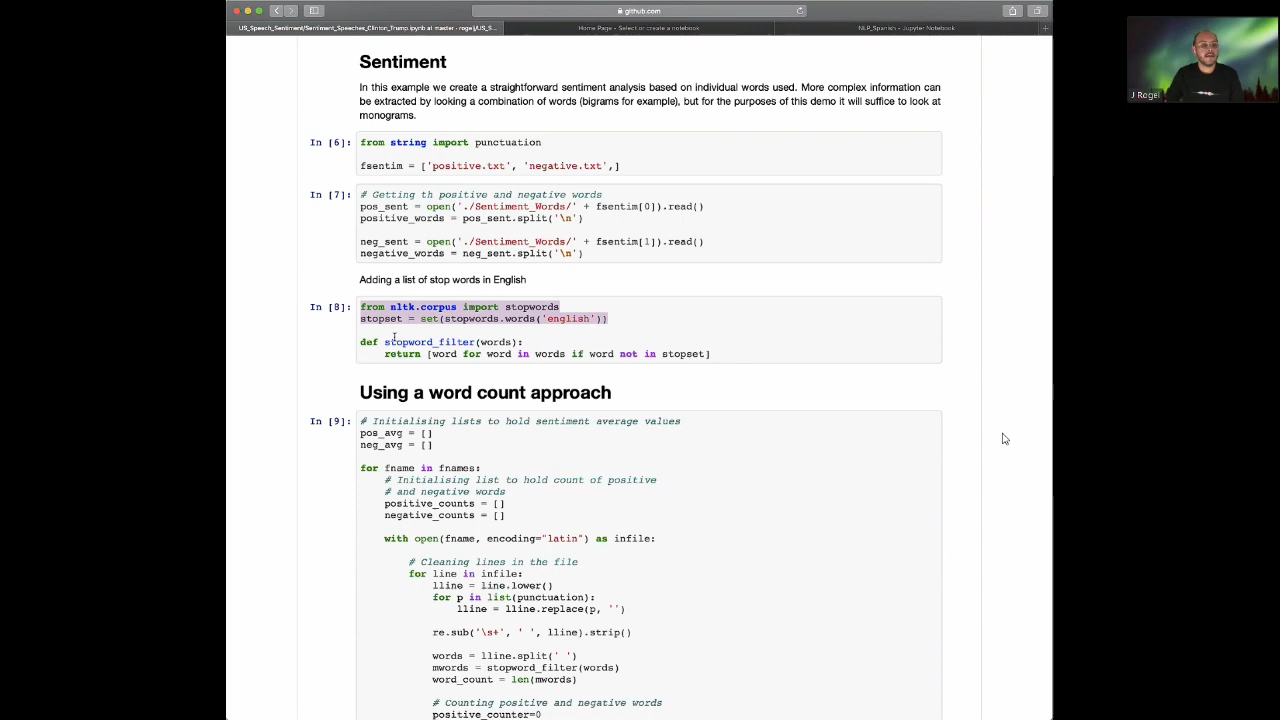 github.com
US_Speech_Sentiment/Sentiment_Speeches_Clinton_Trump.ipynb at master · rogelj/US_S...
Home Page - Select or create a notebook
NLP_Spanish - Jupyter Notebook
J Rogel
Sentiment
In this example we create a straightforward sentiment analysis based on individual words used. More complex information can
be extracted by looking a combination of words (bigrams for example), but for the purposes of this demo it will suffice to look at
monograms.
In [6]: from string import punctuation
fsentim = ['positive.txt', 'negative.txt',]
In [7]: # Getting th positive and negative words
pos_sent = open('./Sentiment_Words/' + fsentim[0]).read()
positive_words = pos_sent.split('\n')
neg_sent = open('./Sentiment_Words/' + fsentim[1]).read()
negative_words = neg_sent.split('\n')
Adding a list of stop words in English
In [8]: from nltk.corpus import stopwords
stopset = set(stopwords.words('english'))
def stopword_filter(words):
return [word for word in words if word not in stopset]
Using a word count approach
In [9]: # Initialising lists to hold sentiment average values
pos_avg = []
neg_avg = []
for fname in fnames:
# Initialising list to hold count of positive
# and negative words
positive_counts = []
negative_counts = []
with open(fname, encoding="latin") as infile:
# Cleaning lines in the file
for line in infile:
lline = line.lower()
for p in list(punctuation):
lline = lline.replace(p, '')
re.sub('\s+', ' ', lline).strip()
words = lline.split(' ')
mwords = stopword_filter(words)
word_count = len(mwords)
# Counting positive and negative words
positive_counter=0